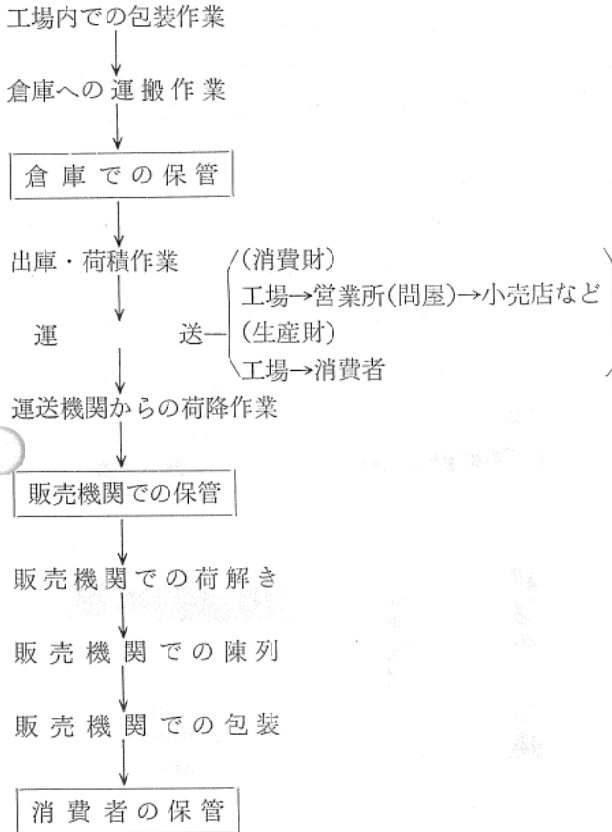 工場内での包装作業
倉庫への運搬作業
倉庫での保管
出庫・荷積作業
(消費財)
工場→営業所(問屋)→小売店など
運送
(生産財)
工場→消費者
運送機関からの荷降作業
販売機関での保管
販売機関での荷解き
販売機関での陳列
販売機関での包装
消費者の保管